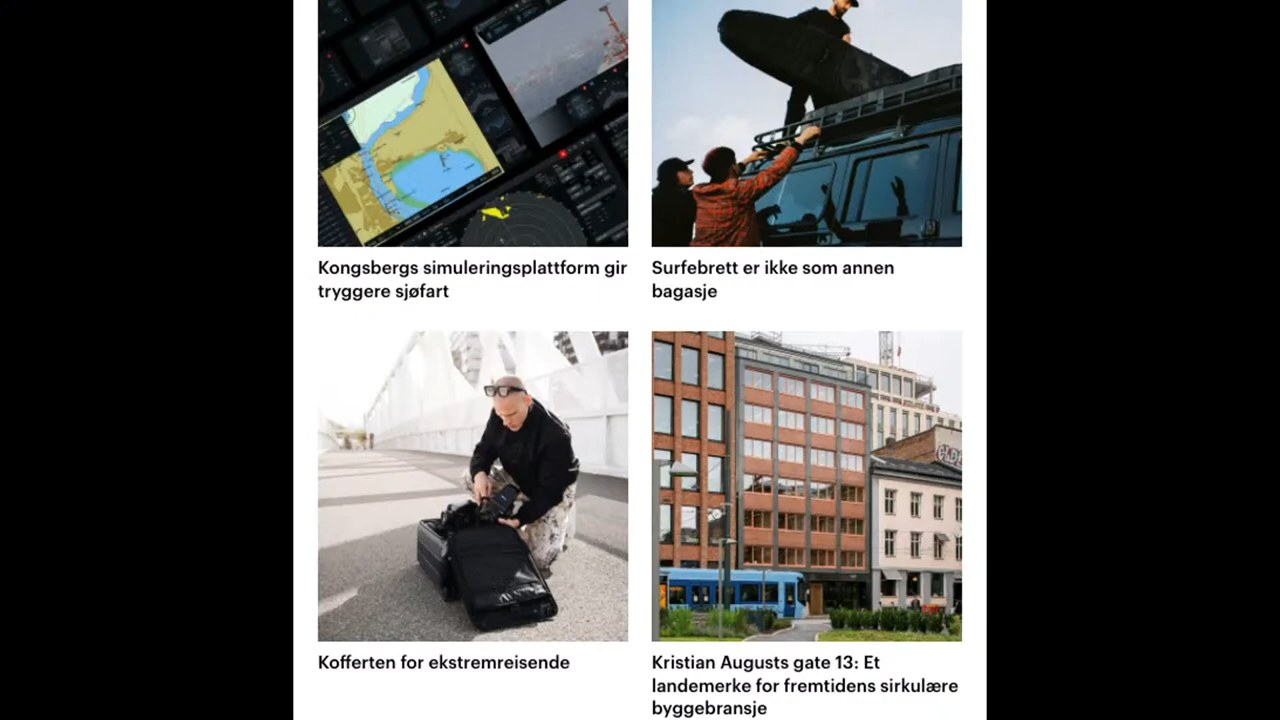 Kongsbergs simuleringsplattform gir
tryggere sjøfart
Surfebrett er ikke som annen
bagasje
Kofferten for ekstremreisende
Kristian Augusts gate 13: Et
landemerke for fremtidens sirkulære
byggebransje